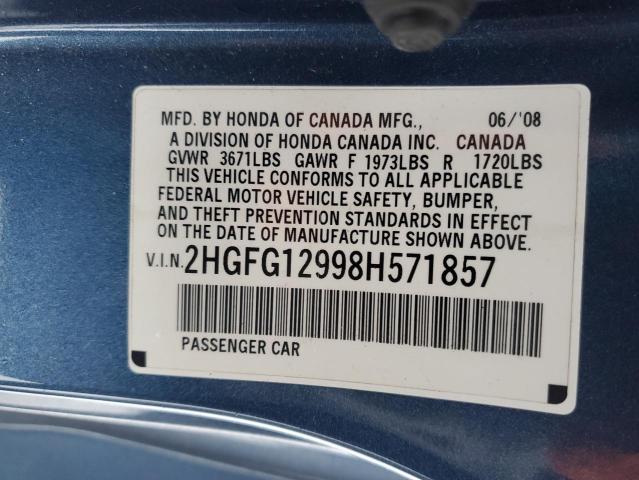 MFD. BY HONDA OF CANADA MFG., 06/'08
A DIVISION OF HONDA CANADA INC. CANADA
GVWR 3671LBS GAWR F 1973LBS R 1720LBS
THIS VEHICLE CONFORMS TO ALL APPLICABLE
FEDERAL MOTOR VEHICLE SAFETY, BUMPER,
AND THEFT PREVENTION STANDARDS IN EFFECT
ON THE DATE OF MANUFACTURE SHOWN ABOVE.
V.I.N. 2HGFG12998H571857
PASSENGER CAR